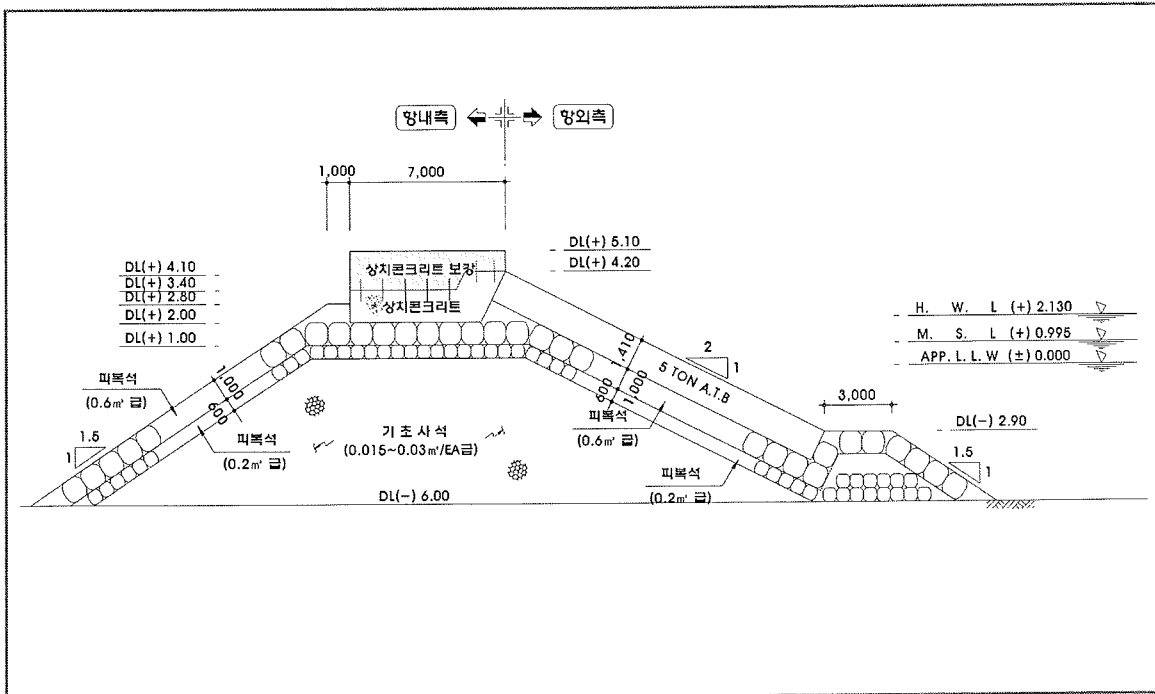 항내측 항외측
1,000 7,000
DL(+) 5.10
DL(+) 4.20
DL(+) 4.10
DL(+) 3.40
DL(+) 2.80
DL(+) 2.00
DL(+) 1.00
상치콘크리트 보강
상치콘크리트
H. W. L (+) 2.130
M. S. L (+) 0.995
APP. L. L. W (±) 0.000
1,410
2
1
5 TON A.T.B
3,000
DL(-) 2.90
1.5
1
피복석
(0.6㎥ 급)
1,000
600
1.5
1
피복석
(0.2㎥ 급)
기 초 사 석
(0.015~0.03㎥/EA급)
600
1,000
피복석
(0.6㎥ 급)
피복석
(0.2㎥ 급)
DL(-) 6.00